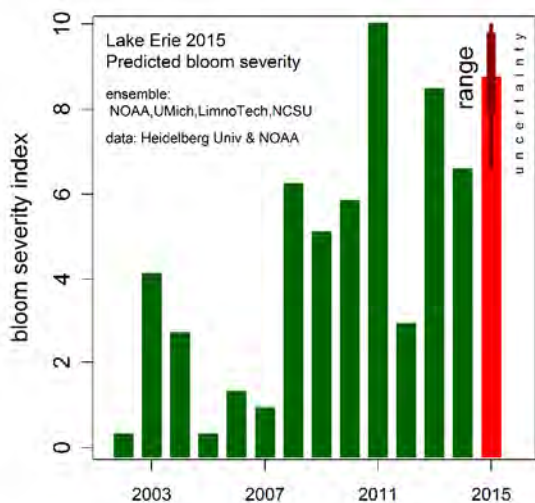 Lake Erie 2015
Predicted bloom severity
ensemble:
NOAA,UMich,LimnoTech,NCSU
data: Heidelberg Univ & NOAA
range
uncertainty
bloom severity index
10
8
6
4
2
0
2003
2007
2011
2015